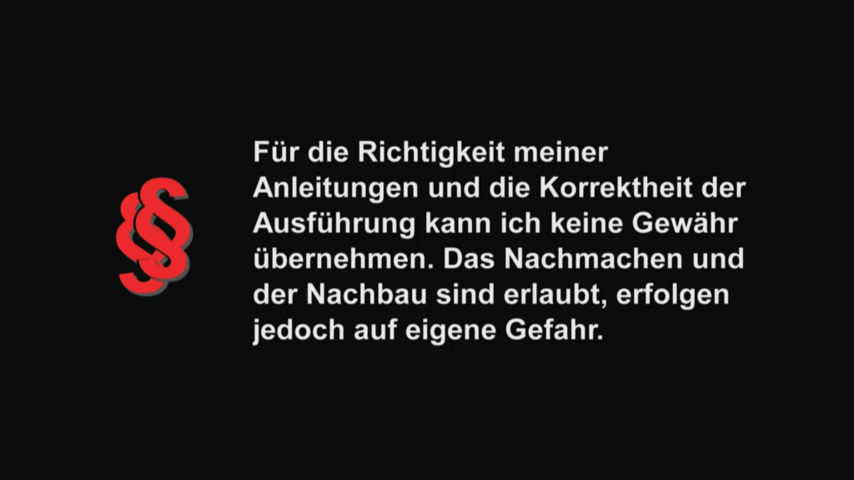 §§
Für die Richtigkeit meiner
Anleitungen und die Korrektheit der
Ausführung kann ich keine Gewähr
übernehmen. Das Nachmachen und
der Nachbau sind erlaubt, erfolgen
jedoch auf eigene Gefahr.